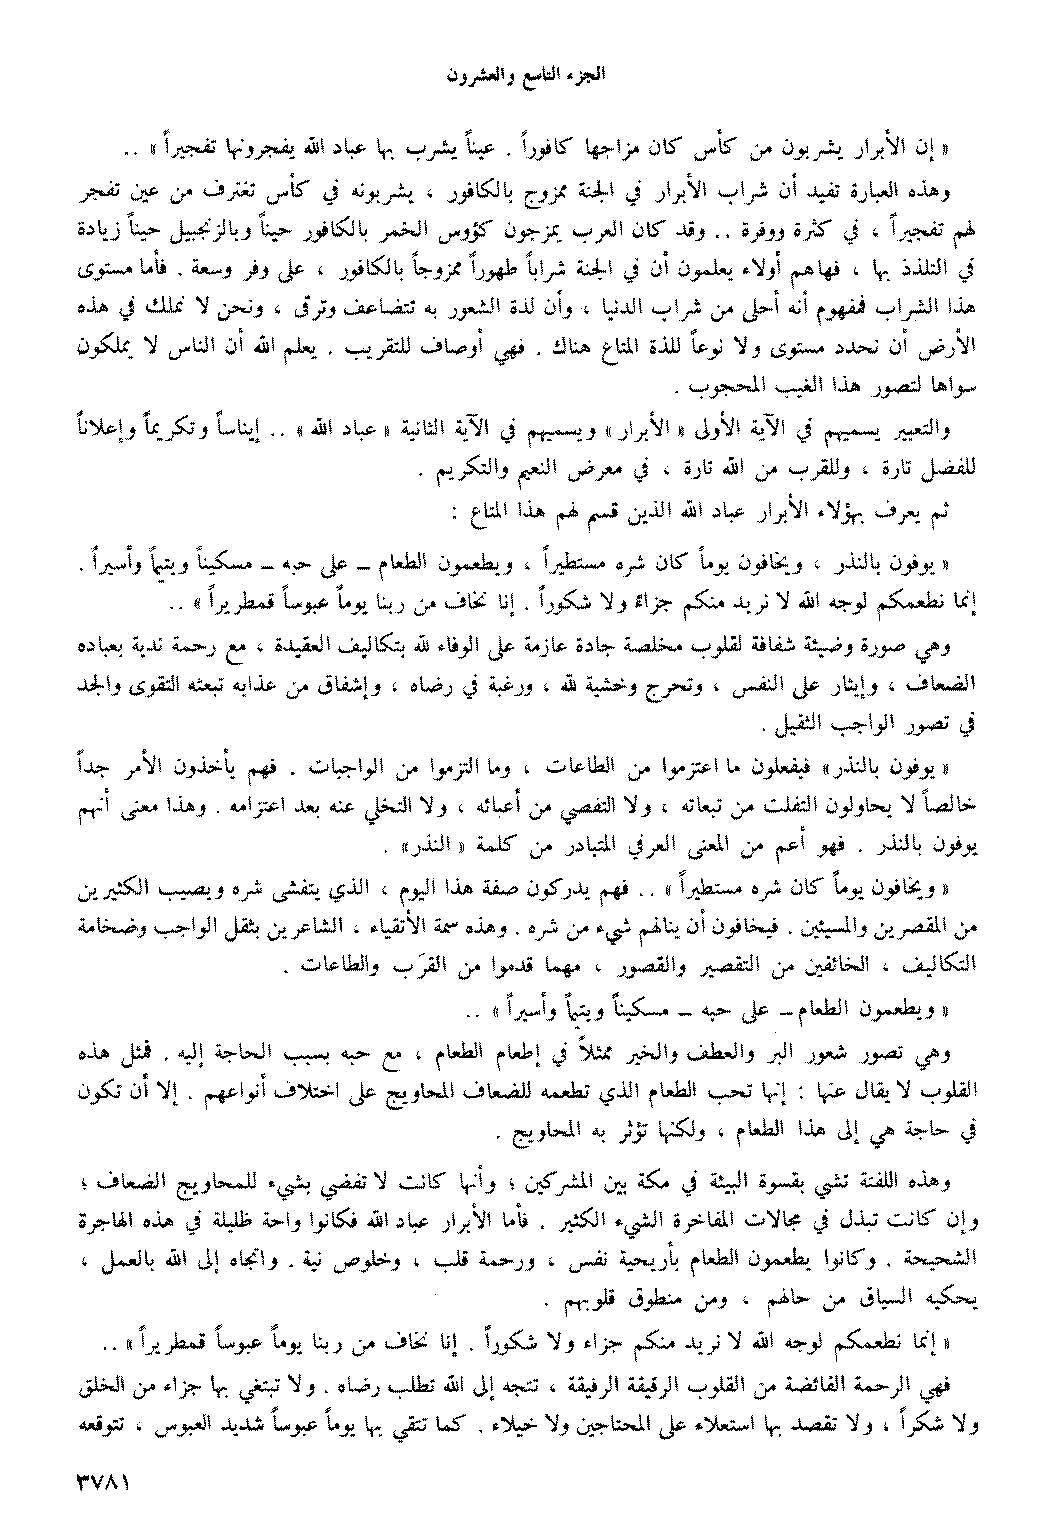 الجزء التاسع والعشرون
« إن الأبرار يشربون من كأس كان مزاجها كافوراً . عيناً يشرب بها عباد الله يفجرونها تفجيراً » ..
وهذه العبارة تفيد أن شراب الأبرار في الجنة ممزوج بالكافور ، يشربونه في كأس تغترف من عين تفجر
لهم تفجيراً ، في كثرة ووفرة .. وقد كان العرب يمزجون كؤوس الخمر بالكافور حيناً وبالزنجبيل حيناً زيادة
في التلذذ بها ، فهاهم أولاء يعلمون أن في الجنة شراباً طهوراً ممزوجاً بالكافور ، على وفر وسعة . فأما مستوى
هذا الشراب فمفهوم أنه أحلى من شراب الدنيا ، وأن لذة الشعور به تتضاعف وترقى ، ونحن لا نملك في هذه
الأرض أن نحدد مستوى ولا نوعاً للذة المتاع هناك . فهي أوصاف للتقريب . يعلم الله أن الناس لا يملكون
سواها لتصور هذا الغيب المحجوب .
والتعبير يسميهم في الآية الأولى « الأبرار » ويسميهم في الآية الثانية « عباد الله » .. إيناساً وتكريماً وإعلاناً
للفضل تارة ، وللقرب من الله تارة ، في معرض النعيم والتكريم .
ثم يعرف بهؤلاء الأبرار عباد الله الذين قسم لهم هذا المتاع :
« يوفون بالنذر ، ويخافون يوماً كان شره مستطيراً ، ويطعمون الطعام – على حبه – مسكيناً ويتيماً وأسيراً .
إنما نطعمكم لوجه الله لا نريد منكم جزاءً ولا شكوراً . إنا نخاف من ربنا يوماً عبوساً قمطريراً » ..
وهي صورة وضيئة شفافة لقلوب مخلصة جادة عازمة على الوفاء لله بتكاليف العقيدة ، مع رحمة ندية بعباده
الضعاف ، وإيثار على النفس ، وتحرج وخشية لله ، ورغبة في رضاه ، وإشفاق من عذابه تبعثه التقوى والجد
في تصور الواجب الثقيل .
« يوفون بالنذر» فيفعلون ما اعتزموا من الطاعات ، وما التزموا من الواجبات . فهم يأخذون الأمر جداً
خالصاً لا يحاولون التفلت من تبعاته ، ولا التفصي من أعبائه ، ولا التخلي عنه بعد اعتزامه . وهذا معنى أنهم
يوفون بالنذر . فهو أعم من المعنى العرفي المتبادر من كلمة « النذر» .
« ويخافون يوماً كان شره مستطيراً » .. فهم يدركون صفة هذا اليوم ، الذي يتفشى شره ويصيب الكثيرين
من المقصرين والمسيئين . فيخافون أن ينالهم شيء من شره . وهذه سمة الأتقياء ، الشاعرين بثقل الواجب وضخامة
التكاليف ، الخائفين من التقصير والقصور ، مهما قدموا من القرَب والطاعات .
« ويطعمون الطعام – على حبه – مسكيناً ويتيماً وأسيراً » ..
وهي تصور شعور البر والعطف والخير ممثلاً في إطعام الطعام ، مع حبه بسبب الحاجة إليه . فمثل هذه
القلوب لا يقال عنها : إنها تحب الطعام الذي تطعمه للضعاف المحاويج على اختلاف أنواعهم . إلا أن تكون
في حاجة هي إلى هذا الطعام ، ولكنها تؤثر به المحاويج .
وهذه اللفتة تشي بقسوة البيئة في مكة بين المشركين ؛ وأنها كانت لا تفضي بشيء للمحاويج الضعاف ؛
وإن كانت تبذل في مجالات المفاخرة الشيء الكثير . فأما الأبرار عباد الله فكانوا واحة ظليلة في هذه الهاجرة
الشحيحة . وكانوا يطعمون الطعام بأريحية نفس ، ورحمة قلب ، وخلوص نية . واتجاه إلى الله بالعمل ،
يحكيه السياق من حالهم ، ومن منطوق قلوبهم .
« إنما نطعمكم لوجه الله لا نريد منكم جزاء ولا شكوراً . إنا نخاف من ربنا يوماً عبوساً قمطريراً » ..
فهي الرحمة الفائضة من القلوب الرقيقة الرفيقة ، تتجه إلى الله تطلب رضاه . ولا تبتغي بها جزاء من الخلق
ولا شكراً ، ولا تقصد بها استعلاء على المحتاجين ولا خيلاء . كما تتقي بها يوماً عبوساً شديد العبوس ، تتوقعه
٣٧٨١